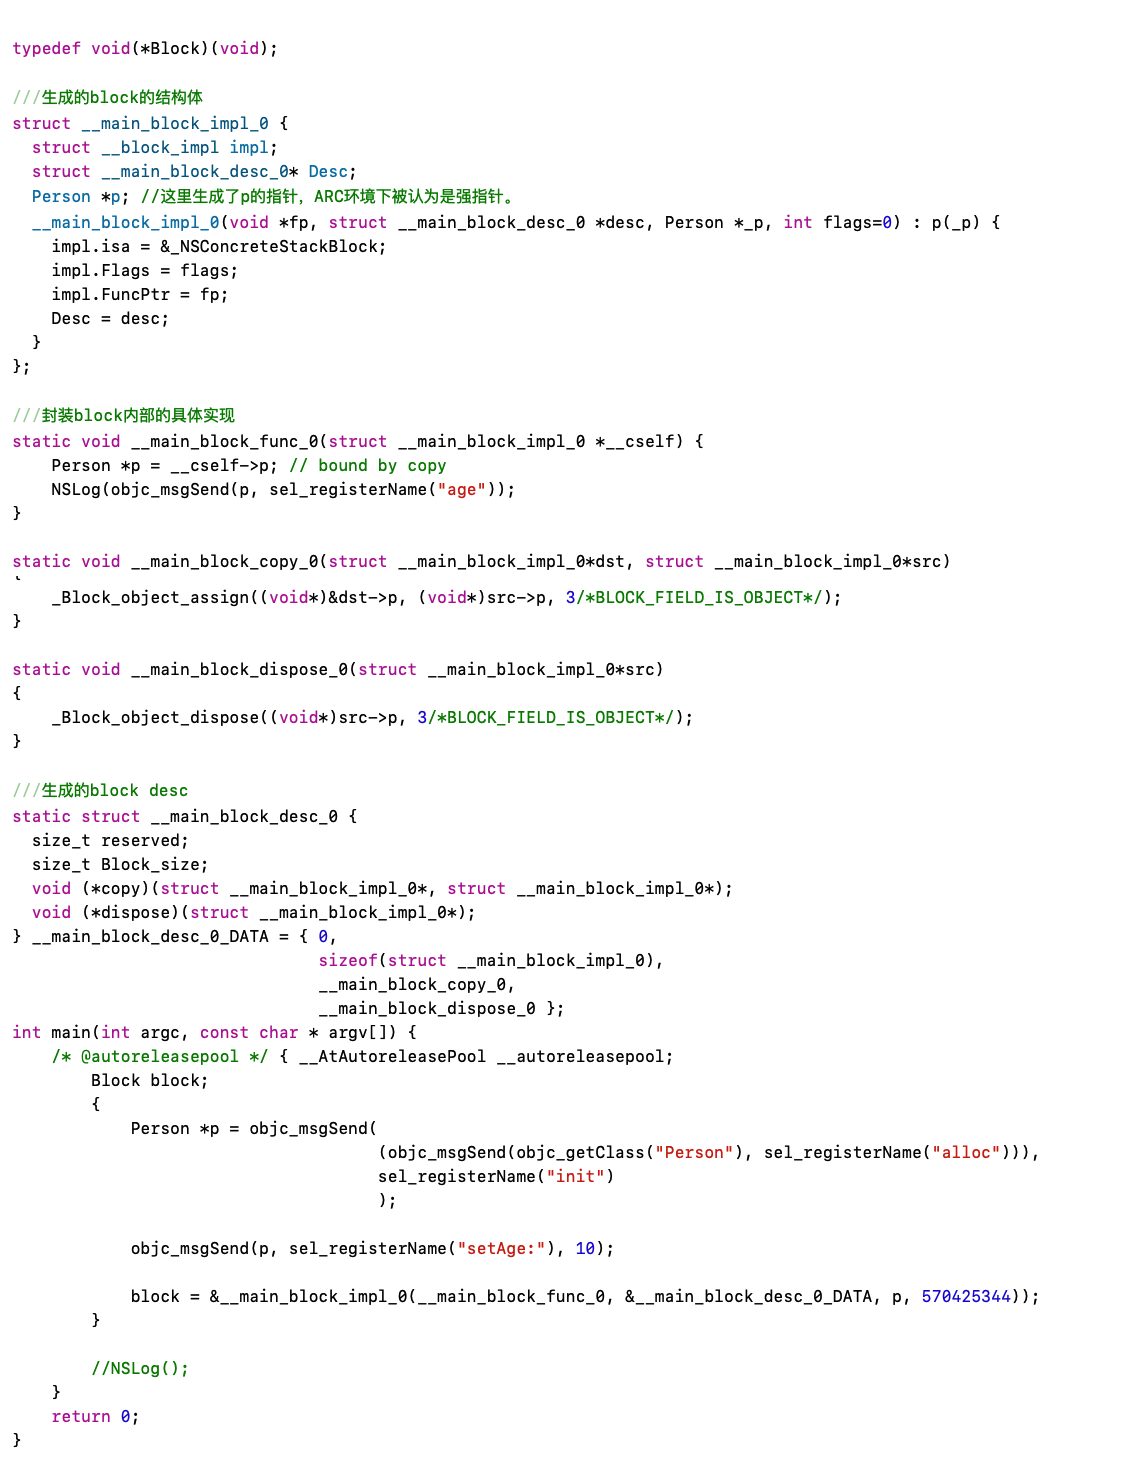 typedef void(*Block)(void);
///生成的block的结构体
struct __main_block_impl_0 {
  struct __block_impl impl;
  struct __main_block_desc_0* Desc;
  Person *p; //这里生成了p的指针，ARC环境下被认为是强指针。
  __main_block_impl_0(void *fp, struct __main_block_desc_0 *desc, Person *_p, int flags=0) : p(_p) {
    impl.isa = &_NSConcreteStackBlock;
    impl.Flags = flags;
    impl.FuncPtr = fp;
    Desc = desc;
  }
};
///封装block内部的具体实现
static void __main_block_func_0(struct __main_block_impl_0 *__cself) {
    Person *p = __cself->p; // bound by copy
    NSLog(objc_msgSend(p, sel_registerName("age"));
}
static void __main_block_copy_0(struct __main_block_impl_0*dst, struct __main_block_impl_0*src)
    _Block_object_assign((void*)&dst->p, (void*)src->p, 3/*BLOCK_FIELD_IS_OBJECT*/);
}
static void __main_block_dispose_0(struct __main_block_impl_0*src)
{
    _Block_object_dispose((void*)src->p, 3/*BLOCK_FIELD_IS_OBJECT*/);
}
///生成的block desc
static struct __main_block_desc_0 {
  size_t reserved;
  size_t Block_size;
  void (*copy)(struct __main_block_impl_0*, struct __main_block_impl_0*);
  void (*dispose)(struct __main_block_impl_0*);
} __main_block_desc_0_DATA = { 0,
                               sizeof(struct __main_block_impl_0),
                               __main_block_copy_0,
                               __main_block_dispose_0 };
int main(int argc, const char * argv[]) {
    /* @autoreleasepool */ { __AtAutoreleasePool __autoreleasepool;
        Block block;
        {
            Person *p = objc_msgSend(
                                     (objc_msgSend(objc_getClass("Person"), sel_registerName("alloc"))),
                                     sel_registerName("init")
                                     );
            objc_msgSend(p, sel_registerName("setAge:"), 10);
            block = &__main_block_impl_0(__main_block_func_0, &__main_block_desc_0_DATA, p, 570425344));
        }
        //NSLog();
    }
    return 0;
}